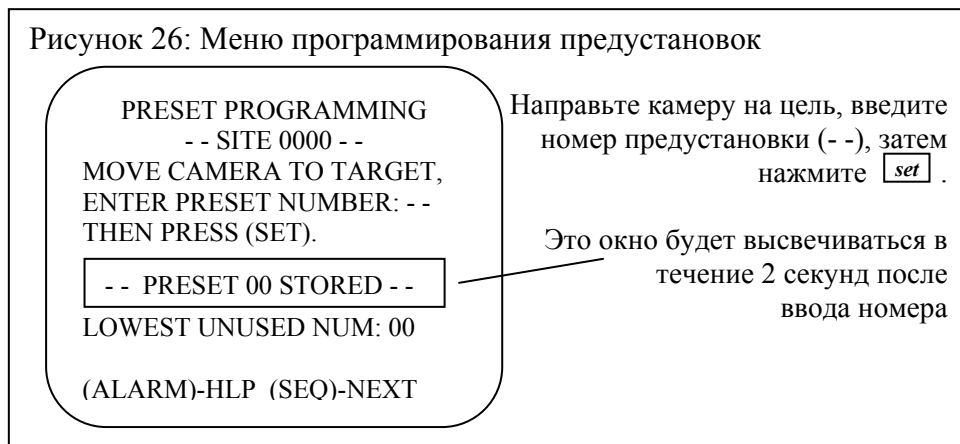 Рисунок 26: Меню программирования предустановок
PRESET PROGRAMMING
- - SITE 0000 - -
MOVE CAMERA TO TARGET,
ENTER PRESET NUMBER: - -
THEN PRESS (SET).
- - PRESET 00 STORED - -
LOWEST UNUSED NUM: 00
(ALARM)-HLP (SEQ)-NEXT
Направьте камеру на цель, введите
номер предустановки (- -), затем
нажмите set .
Это окно будет высвечиваться в
течение 2 секунд после
ввода номера